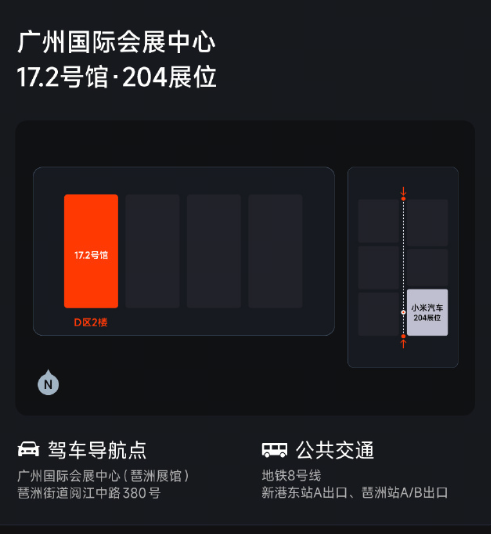 广州国际会展中心
17.2号馆·204展位
17.2号馆
D区2楼
小米汽车
204展位
N
驾车导航点
广州国际会展中心(琶洲展馆)
琶洲街道阅江中路380号
公共交通
地铁8号线
新港东站A出口、琶洲站A/B出口